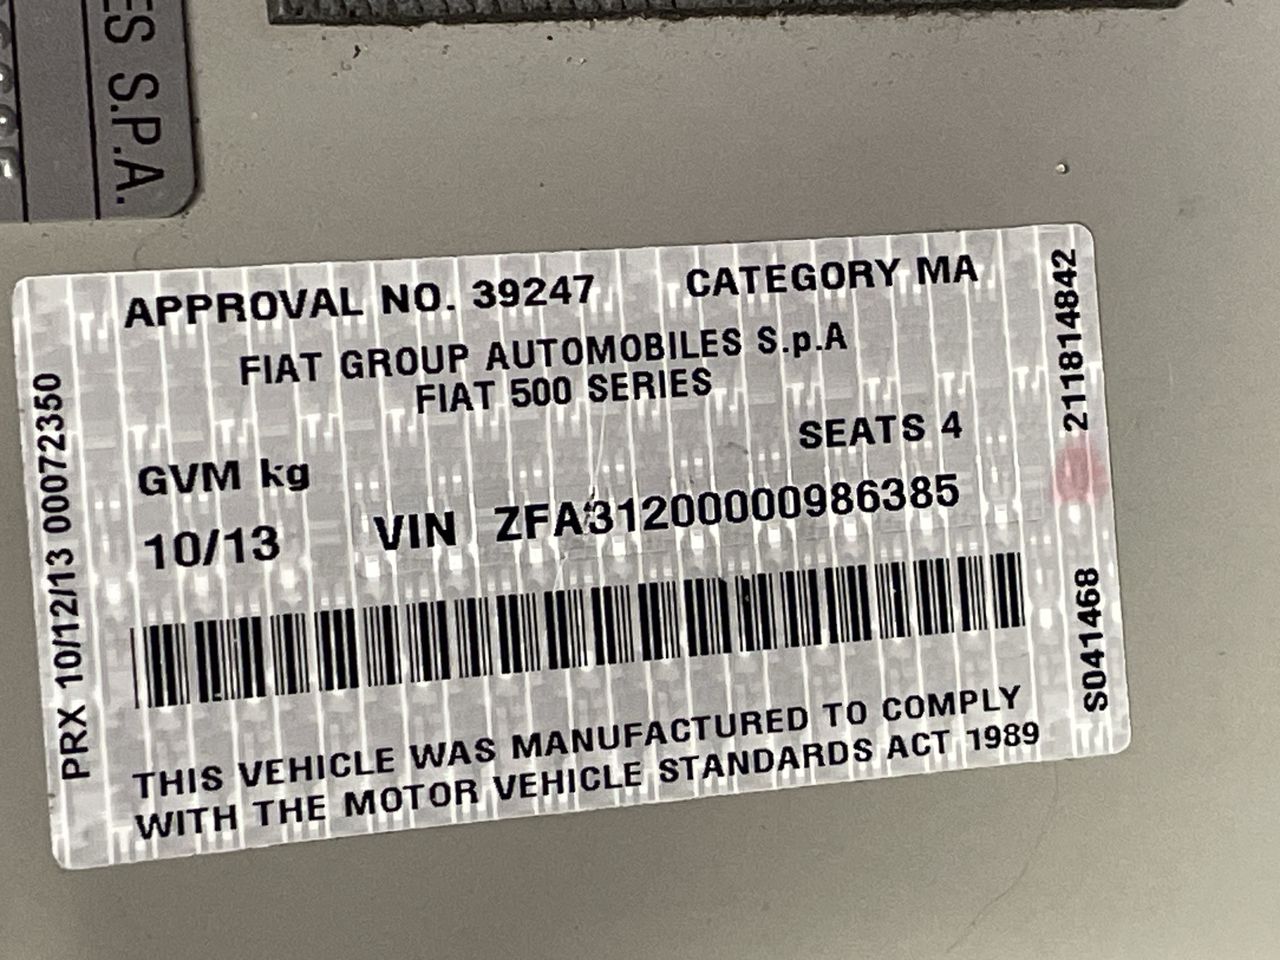 ES S.P.A.
APPROVAL NO. 39247 CATEGORY MA
FIAT GROUP AUTOMOBILES S.p.A
FIAT 500 SERIES
SEATS 4
GVM kg
10/13 VIN ZFA31200000986385
THIS VEHICLE WAS MANUFACTURED TO COMPLY
WITH THE MOTOR VEHICLE STANDARDS ACT 1989
PRX 10/12/13 00072350
211814842
S041468